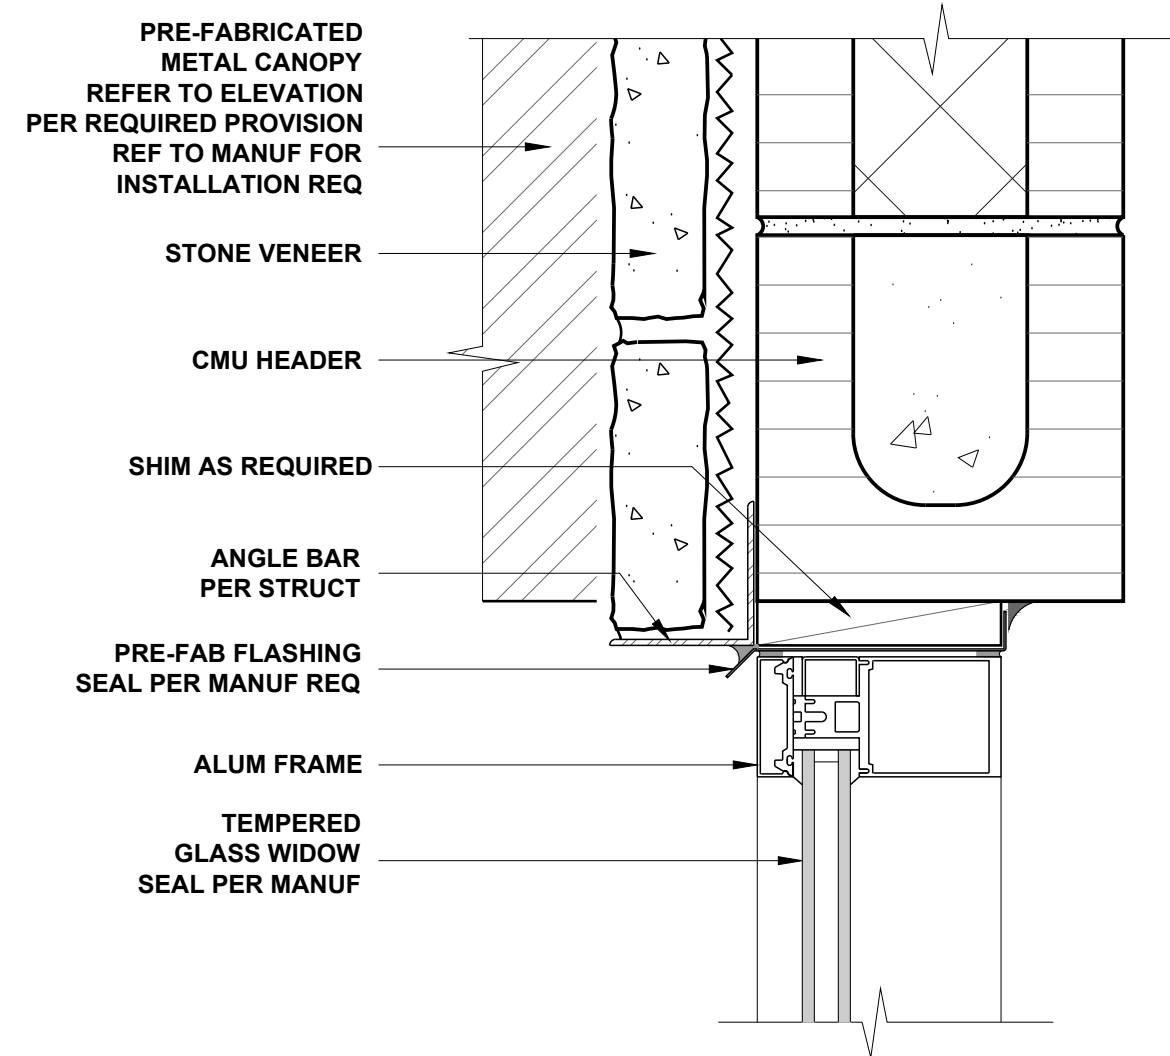 PRE-FABRICATED
METAL CANOPY
REFER TO ELEVATION
PER REQUIRED PROVISION
REF TO MANUF FOR
INSTALLATION REQ
STONE VENEER
CMU HEADER
SHIM AS REQUIRED
ANGLE BAR
PER STRUCT
PRE-FAB FLASHING
SEAL PER MANUF REQ
ALUM FRAME
TEMPERED
GLASS WIDOW
SEAL PER MANUF